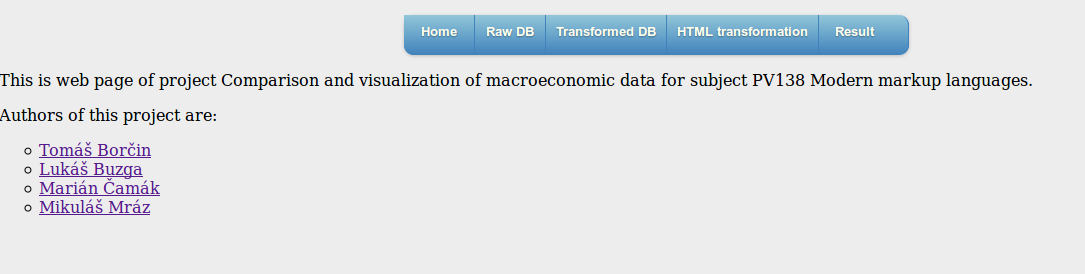 Home Raw DB Transformed DB HTML transformation Result
This is web page of project Comparison and visualization of macroeconomic data for subject PV138 Modern markup languages.
Authors of this project are:
Tomáš Borčin
Lukáš Buzga
Marián Čamák
Mikuláš Mráz